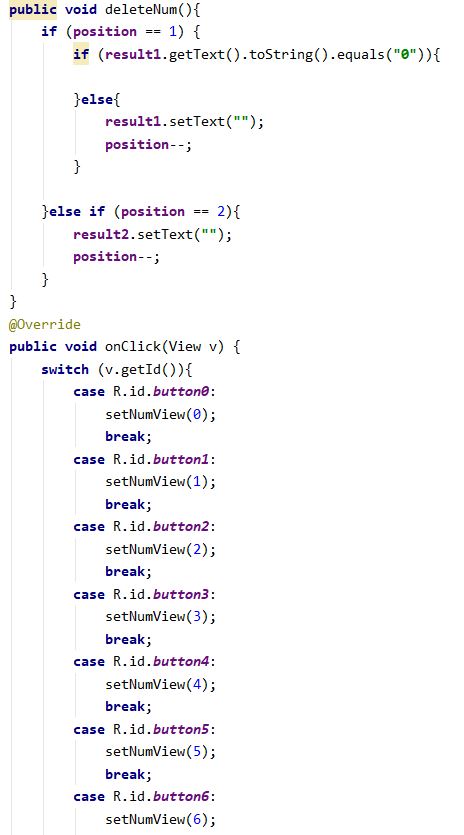 public void deleteNum(){
if (position == 1) {
if (result1.getText().toString().equals("0")){
}else{
result1.setText("");
position--;
}
}else if (position == 2){
result2.setText("");
position--;
}
}
@Override
public void onClick(View v) {
switch (v.getId()){
case R.id.button0:
setNumView(0);
break;
case R.id.button1:
setNumView(1);
break;
case R.id.button2:
setNumView(2);
break;
case R.id.button3:
setNumView(3);
break;
case R.id.button4:
setNumView(4);
break;
case R.id.button5:
setNumView(5);
break;
case R.id.button6:
setNumView(6);